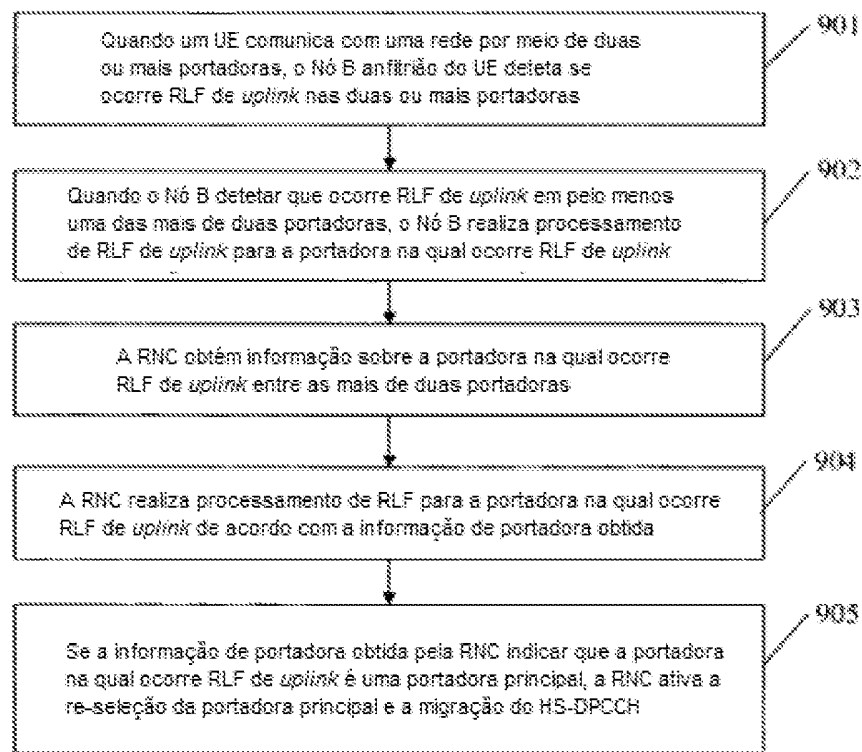 Quando um UE comunica com uma rede por meio de duas
ou mais portadoras, o Nó B anfitrião do UE deteta se
ocorre RLF de uplink nas duas ou mais portadoras
901
Quando o Nó B detetar que ocorre RLF de uplink em pelo menos
uma das mais de duas portadoras, o Nó B realiza processamento
de RLF de uplink para a portadora na qual ocorre RLF de uplink
902
A RNC obtém informação sobre a portadora na qual ocorre
RLF de uplink entre as mais de duas portadoras
903
A RNC realiza processamento de RLF para a portadora na qual ocorre
RLF de uplink de acordo com a informação de portadora obtida
904
Se a informação de portadora obtida pela RNC indicar que a portadora
na qual ocorre RLF de uplink é uma portadora principal, a RNC ativa a
re-seleção da portadora principal e a migração do HS-DPCCH
905